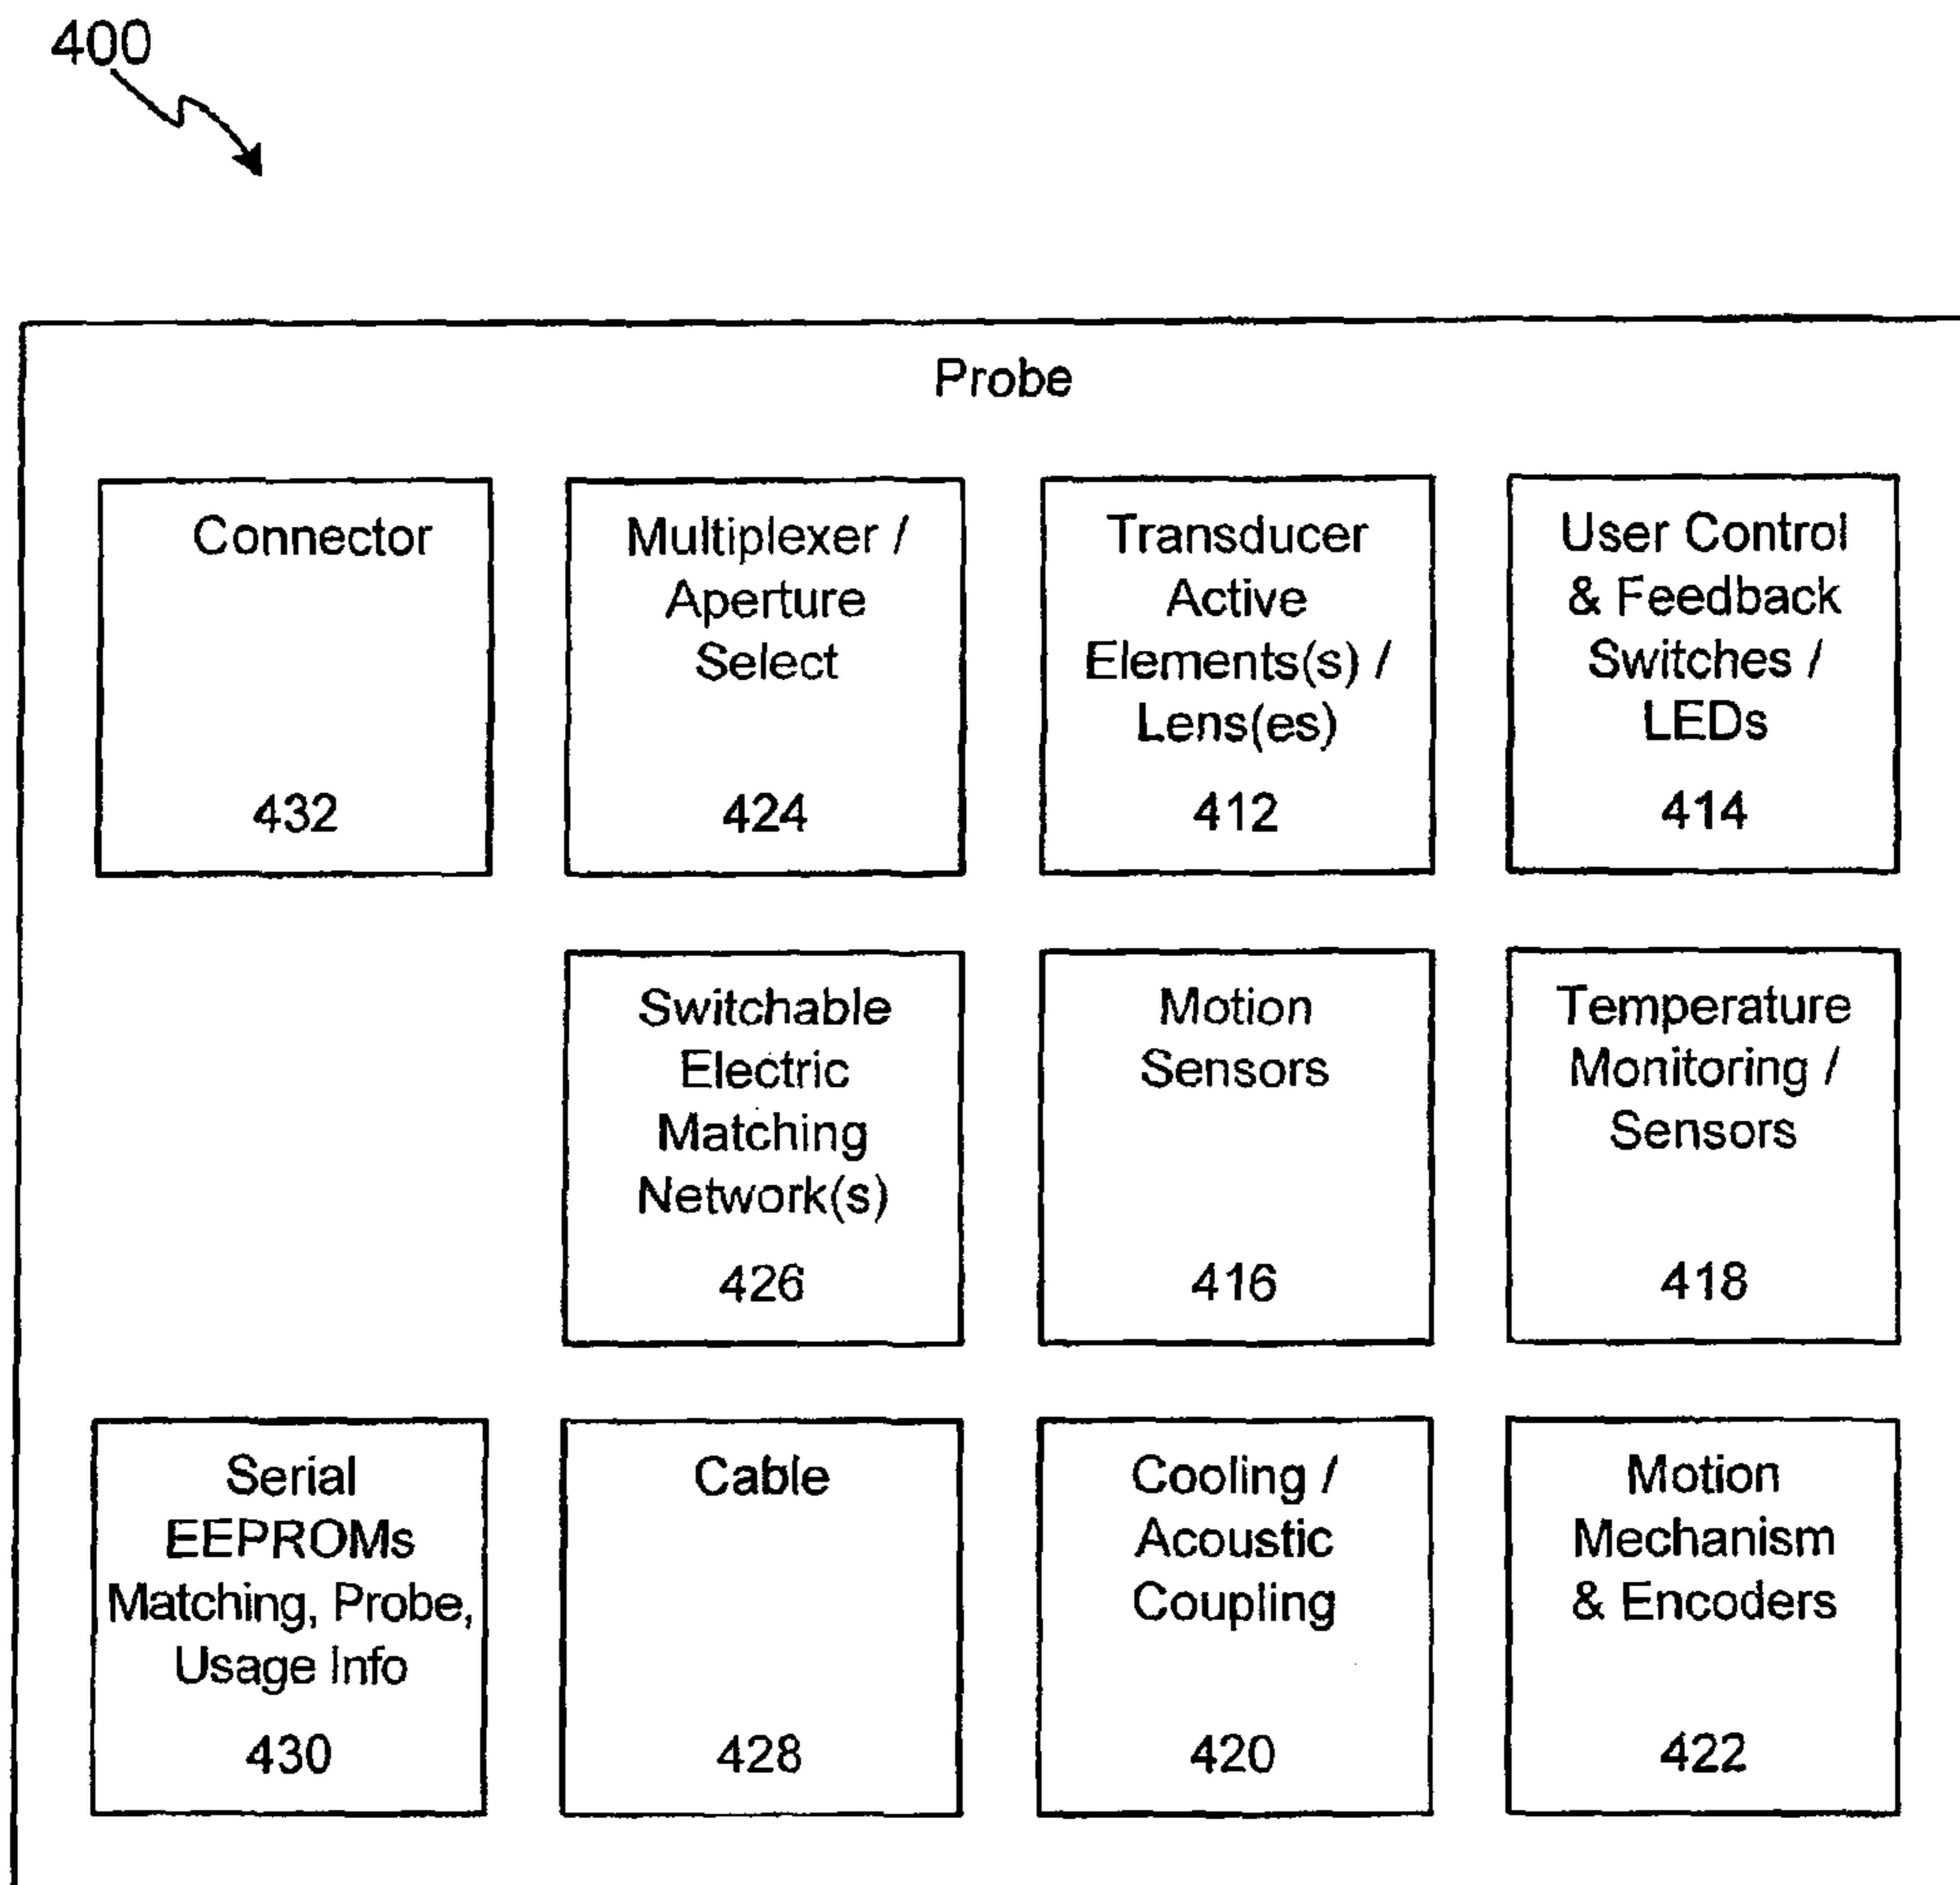 400
Probe
Connector
432
Multiplexer /
Aperture
Select
424
Transducer
Active
Elements(s) /
Lens(es)
412
User Control
& Feedback
Switches /
LEDs
414
Switchable
Electric
Matching
Network(s)
426
Motion
Sensors
416
Temperature
Monitoring /
Sensors
418
Serial
EEPROMs
Matching, Probe,
Usage Info
430
Cable
428
Cooling /
Acoustic
Coupling
420
Motion
Mechanism
& Encoders
422